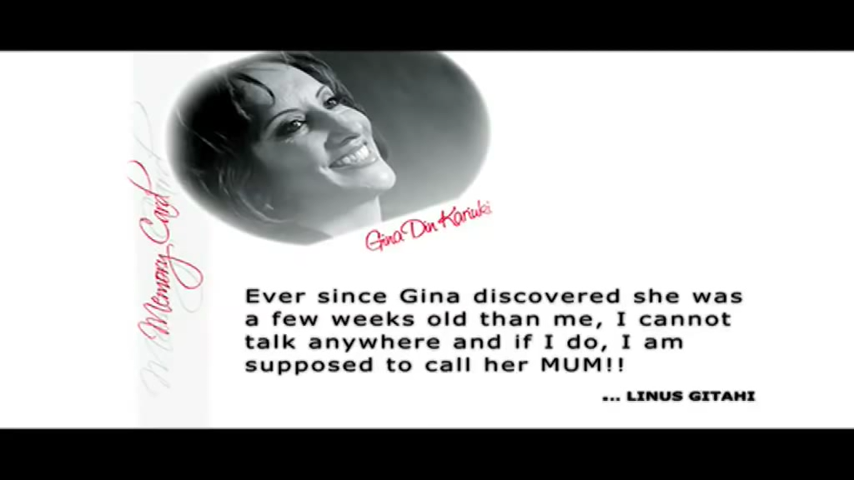 Memory Card
Gina Din Kariuki
Ever since Gina discovered she was
a few weeks old than me, I cannot
talk anywhere and if I do, I am
supposed to call her MUM!!
... LINUS GITAHI